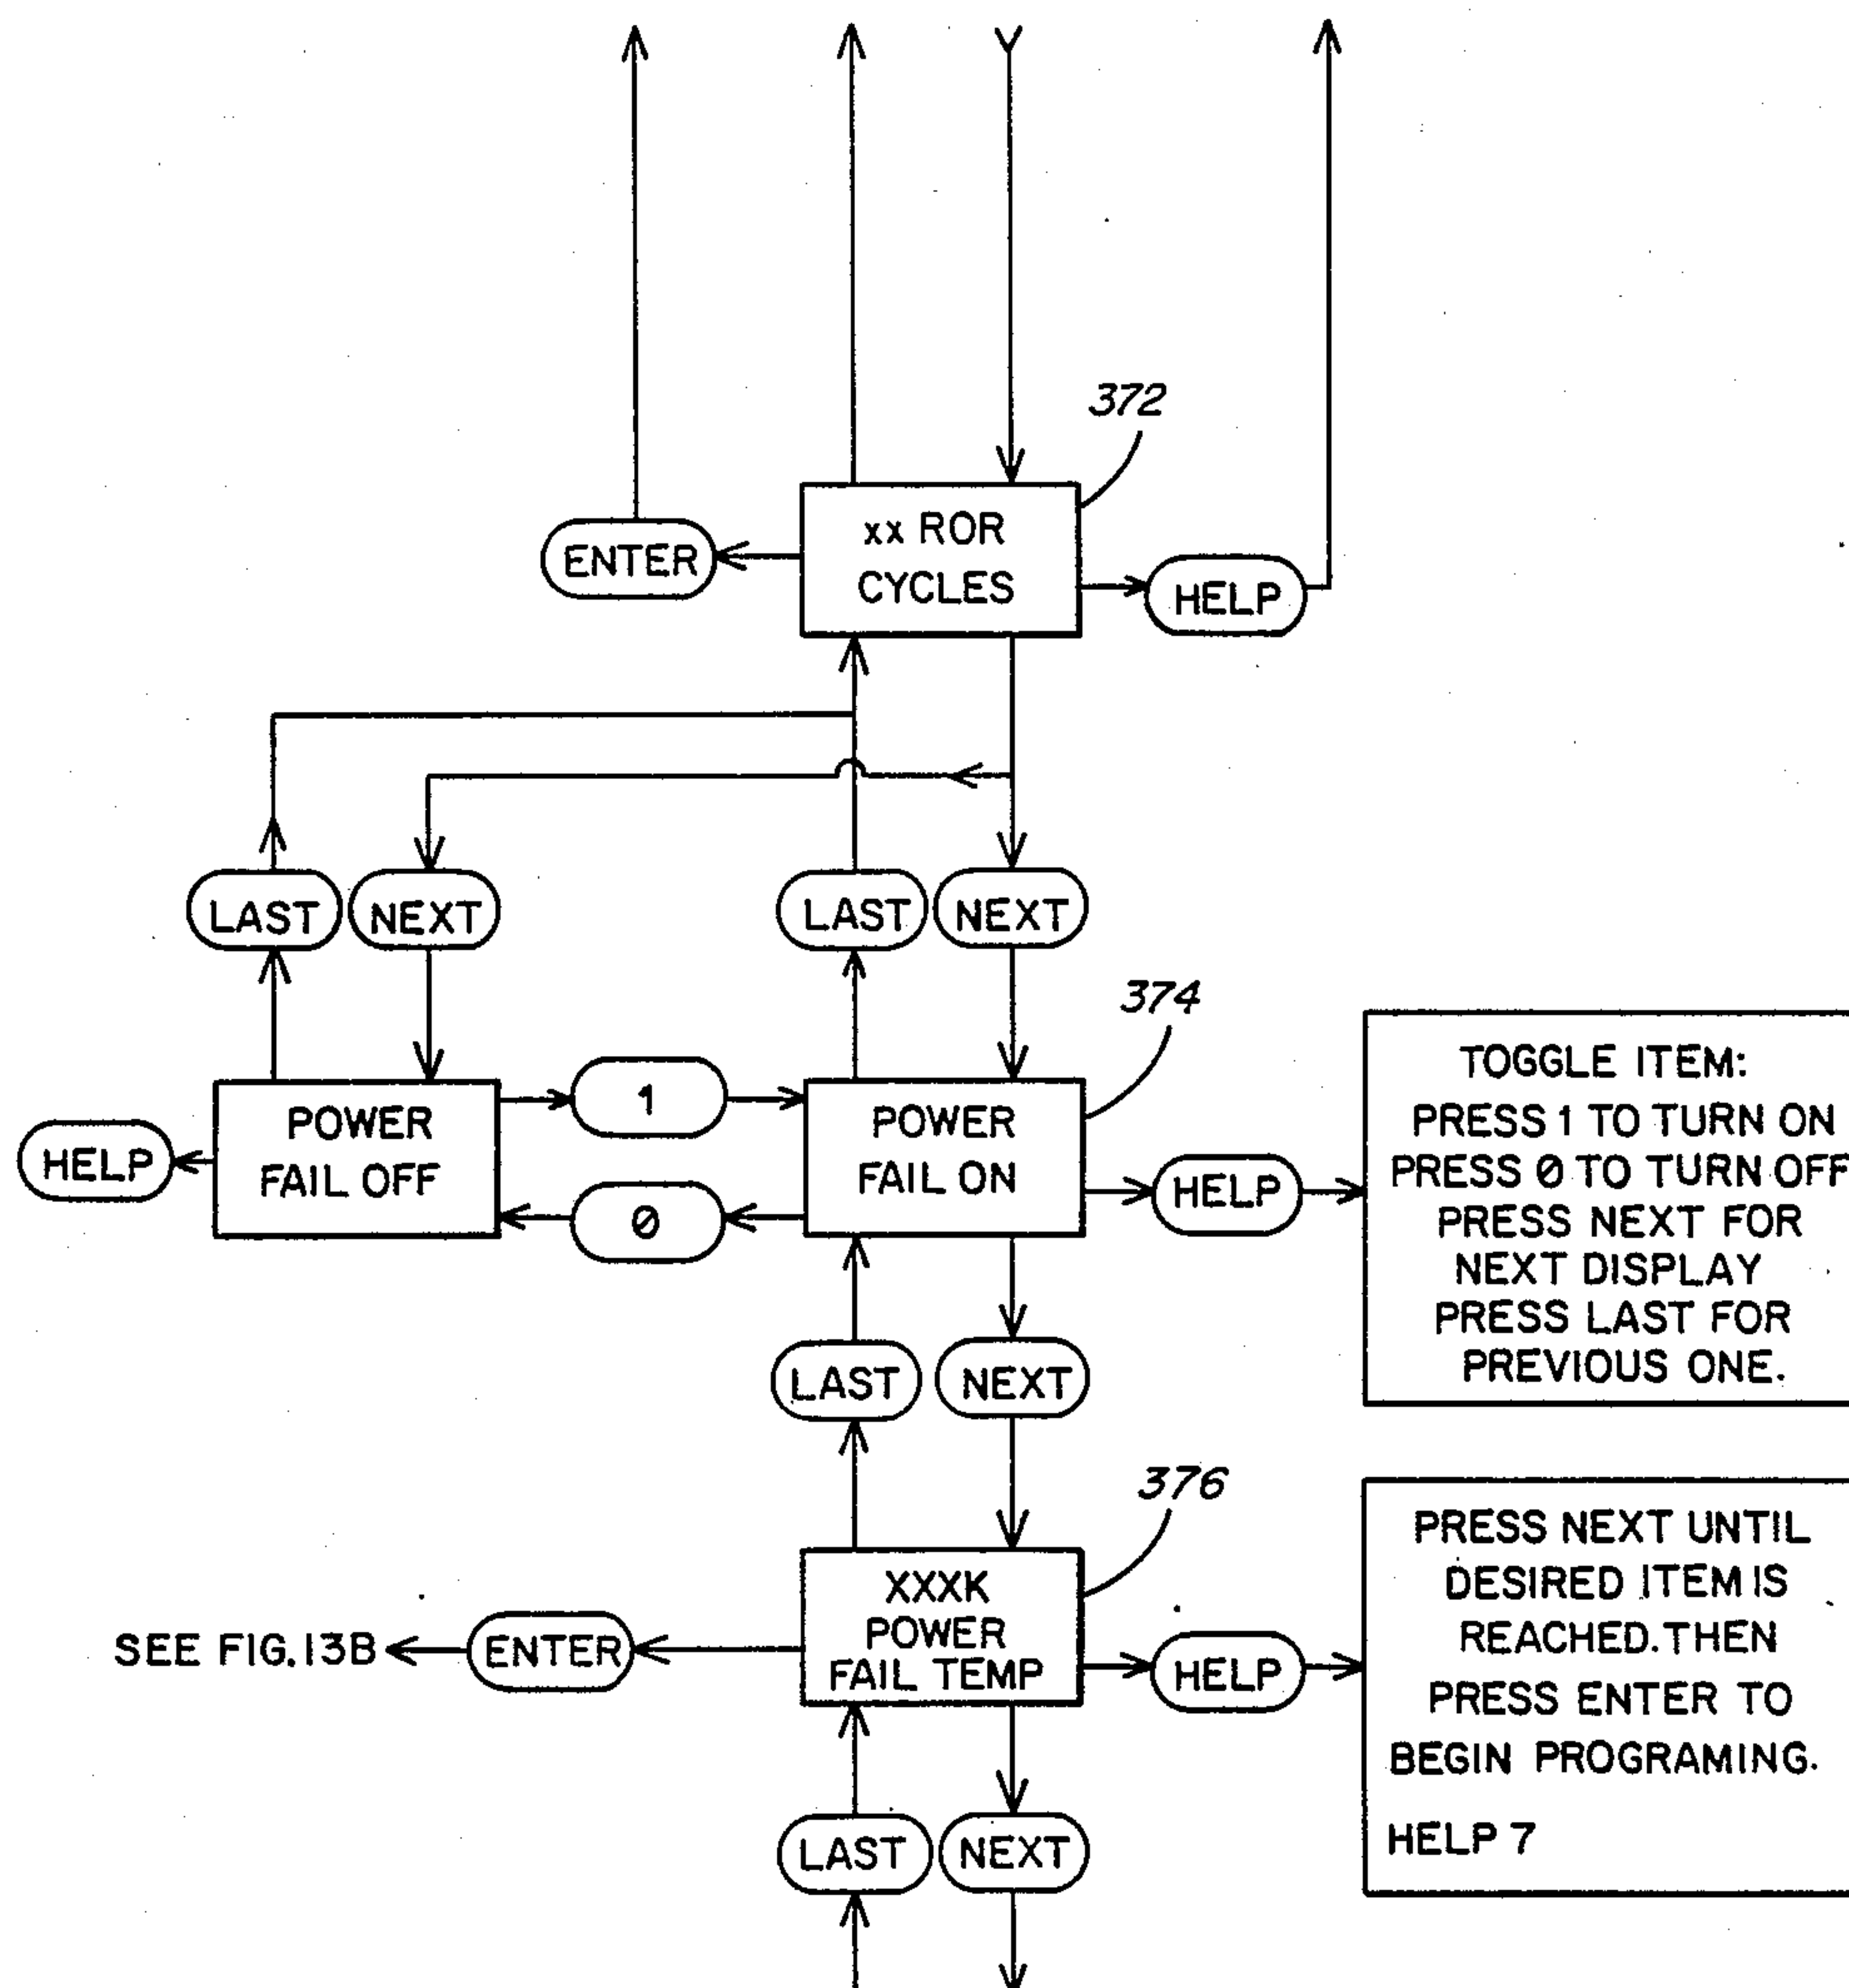 372
xx ROR
CYCLES
ENTER
HELP
LAST
NEXT
LAST
NEXT
374
POWER
FAIL OFF
HELP
1
0
POWER
FAIL ON
HELP
TOGGLE ITEM:
PRESS 1 TO TURN ON
PRESS 0 TO TURN OFF
PRESS NEXT FOR
NEXT DISPLAY
PRESS LAST FOR
PREVIOUS ONE.
LAST
NEXT
376
XXXK
POWER
FAIL TEMP
SEE FIG.13B
ENTER
HELP
PRESS NEXT UNTIL
DESIRED ITEM IS
REACHED.THEN
PRESS ENTER TO
BEGIN PROGRAMING.
HELP 7
LAST
NEXT